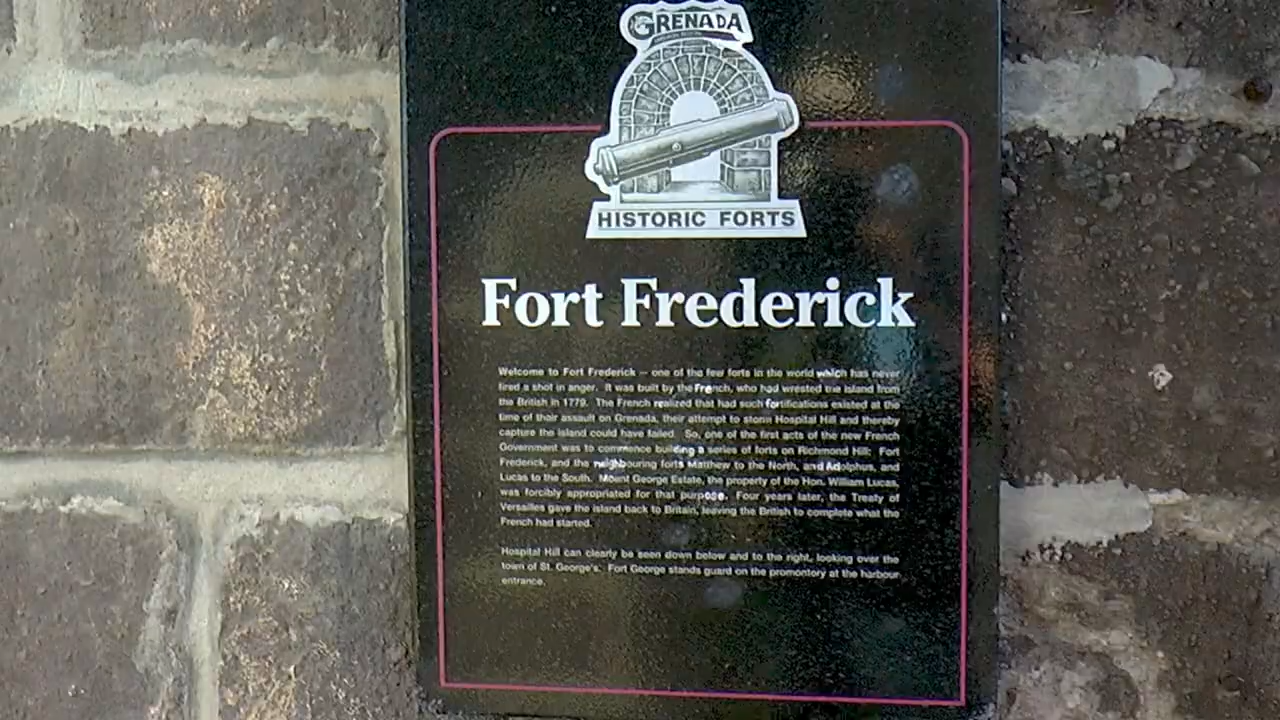 GRENADA
HISTORIC FORTS
Fort Frederick
Welcome to Fort Frederick — one of the few forts in the world which has never
fired a shot in anger. It was built by the French, who had wrested the island from
the British in 1779. The French realized that had such fortifications existed at the
time of their assault on Grenada, their attempt to storm Hospital Hill and thereby
capture the island could have failed. So, one of the first acts of the new French
Government was to commence building a series of forts on Richmond Hill: Fort
Frederick, and the neighbouring forts Matthew to the North, and Adolphus, and
Lucas to the South. Mount George Estate, the property of the Hon. William Lucas,
was forcibly appropriated for that purpose. Four years later, the Treaty of
Versailles gave the island back to Britain, leaving the British to complete what the
French had started.
Hospital Hill can clearly be seen down below and to the right, looking over the
town of St. George's. Fort George stands guard on the promontory at the harbour
entrance.